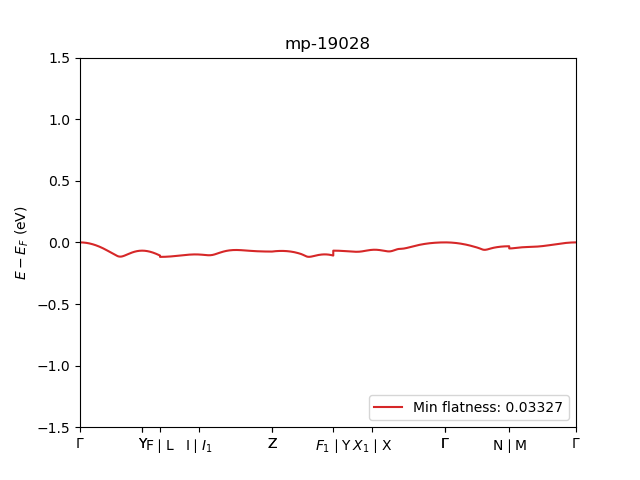 mp-19028
1.5
1.0
0.5
0.0
−0.5
−1.0
−1.5
E − E_F (eV)
Min flatness: 0.03327
Γ Y F | L I | I₁ Z F₁ | Y X₁ | X Γ N | M Γ